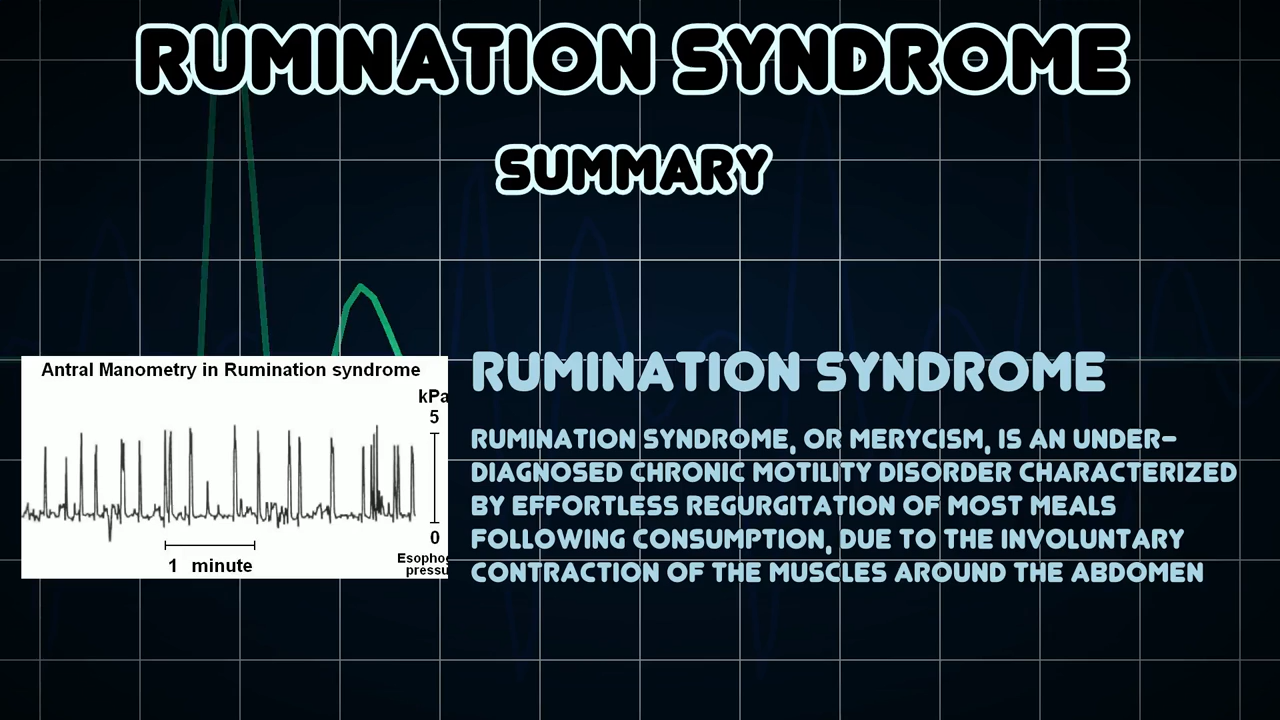 RUMINATION SYNDROME
SUMMARY
Antral Manometry in Rumination syndrome
kPa
5
0
1 minute
RUMINATION SYNDROME
RUMINATION SYNDROME, OR MERYCISM, IS AN UNDER-
DIAGNOSED CHRONIC MOTILITY DISORDER CHARACTERIZED
BY EFFORTLESS REGURGITATION OF MOST MEALS
FOLLOWING CONSUMPTION, DUE TO THE INVOLUNTARY
CONTRACTION OF THE MUSCLES AROUND THE ABDOMEN